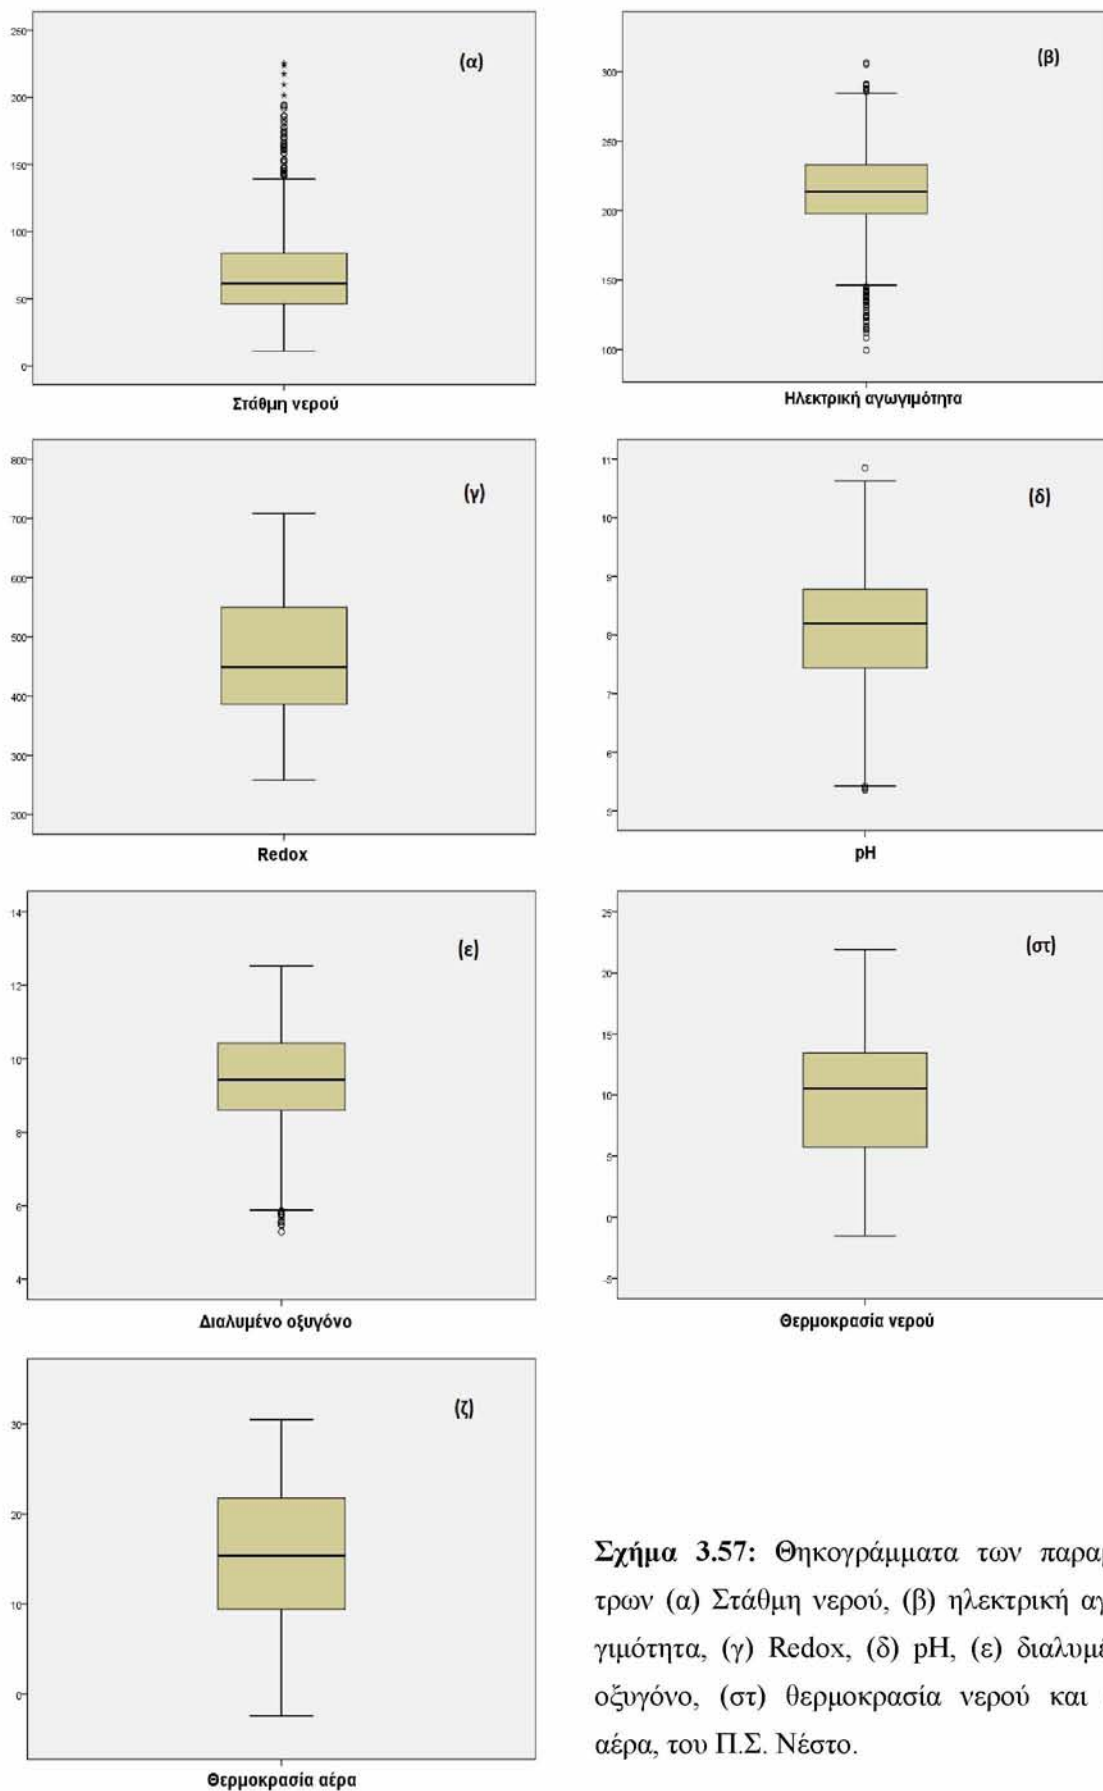 250
(α)
200
150
100
50
0
Στάθμη νερού
(β)
300
250
200
150
100
Ηλεκτρική αγωγιμότητα
800
(γ)
700
600
500
400
300
200
Redox
11
(δ)
10
9
8
7
6
5
pH
14
(ε)
12
10
8
6
4
Διαλυμένο οξυγόνο
25
(στ)
20
15
10
5
0
-5
Θερμοκρασία νερού
(ζ)
30
20
10
0
Θερμοκρασία αέρα
Σχήμα 3.57: Θηκογράμματα των παραμ
τρων (α) Στάθμη νερού, (β) ηλεκτρική αγ
γιμότητα, (γ) Redox, (δ) pH, (ε) διαλυμέ
οξυγόνο, (στ) θερμοκρασία νερού και
αέρα, του Π.Σ. Νέστο.